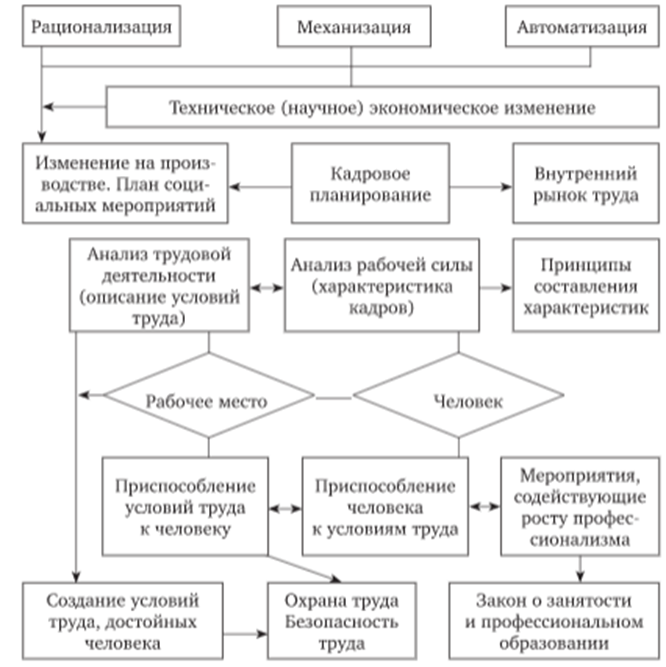 Рационализация
Механизация
Автоматизация
Техническое (научное) экономическое изменение
Изменение на произ-
водстве. План соци-
альных мероприятий
Кадровое
планирование
Внутренний
рынок труда
Анализ трудовой
деятельности
(описание условий
труда)
Анализ рабочей силы
(характеристика
кадров)
Принципы
составления
характеристик
Рабочее место
Человек
Приспособление
условий труда
к человеку
Приспособление
человека
к условиям труда
Мероприятия,
содействующие
росту профес-
сионализма
Создание условий
труда, достойных
человека
Охрана труда
Безопасность
труда
Закон о занятости
и профессиональном
образовании